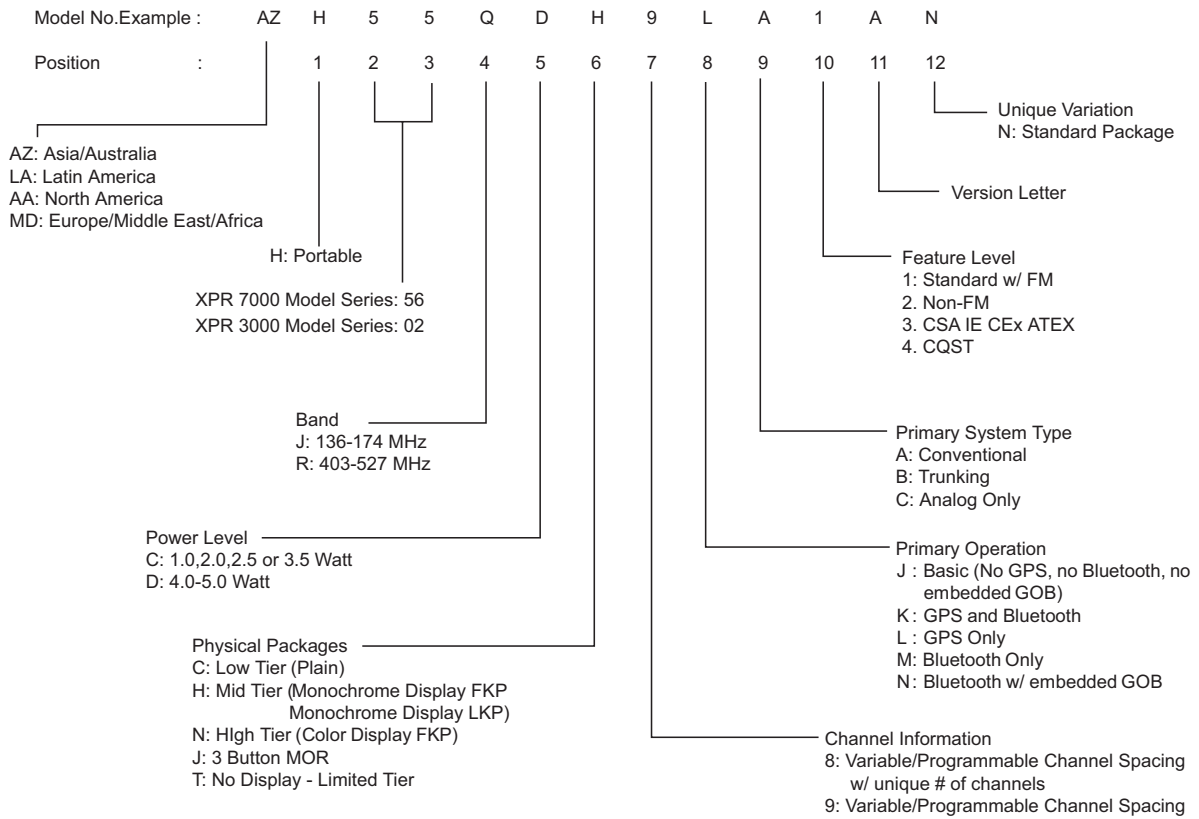 Model No.Example : AZ H 5 5 Q D H 9 L A 1 A N
Position : 1 2 3 4 5 6 7 8 9 10 11 12
Unique Variation
N: Standard Package
AZ: Asia/Australia
LA: Latin America
AA: North America
MD: Europe/Middle East/Africa
Version Letter
H: Portable
Feature Level
1: Standard w/ FM
2. Non-FM
3. CSA IE CEx ATEX
4. CQST
XPR 7000 Model Series: 56
XPR 3000 Model Series: 02
Band
J: 136-174 MHz
R: 403-527 MHz
Primary System Type
A: Conventional
B: Trunking
C: Analog Only
Power Level
C: 1.0,2.0,2.5 or 3.5 Watt
D: 4.0-5.0 Watt
Primary Operation
J : Basic (No GPS, no Bluetooth, no
embedded GOB)
K : GPS and Bluetooth
L : GPS Only
M: Bluetooth Only
N : Bluetooth w/ embedded GOB
Physical Packages
C: Low Tier (Plain)
H: Mid Tier (Monochrome Display FKP
Monochrome Display LKP)
N: HIgh Tier (Color Display FKP)
J: 3 Button MOR
T: No Display - Limited Tier
Channel Information
8: Variable/Programmable Channel Spacing
w/ unique # of channels
9: Variable/Programmable Channel Spacing